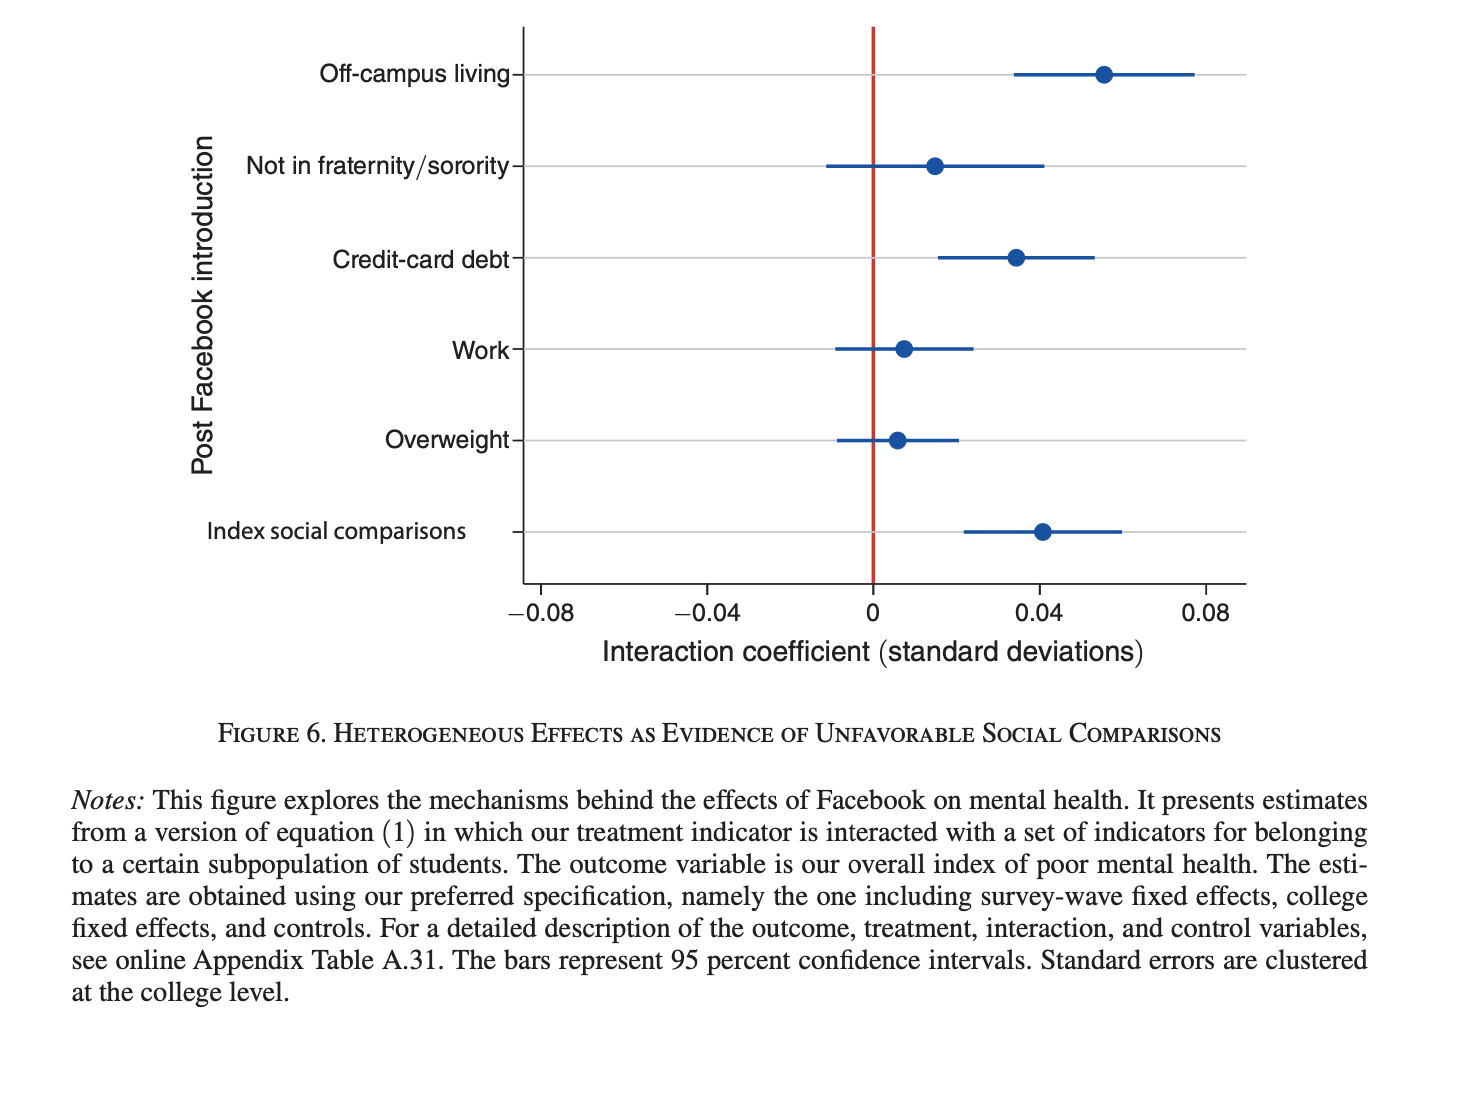 Off-campus living
Not in fraternity/sorority
Credit-card debt
Work
Overweight
Index social comparisons
Post Facebook introduction
−0.08 −0.04 0 0.04 0.08
Interaction coefficient (standard deviations)
Figure 6. Heterogeneous Effects as Evidence of Unfavorable Social Comparisons
Notes: This figure explores the mechanisms behind the effects of Facebook on mental health. It presents estimates
from a version of equation (1) in which our treatment indicator is interacted with a set of indicators for belonging
to a certain subpopulation of students. The outcome variable is our overall index of poor mental health. The esti-
mates are obtained using our preferred specification, namely the one including survey-wave fixed effects, college
fixed effects, and controls. For a detailed description of the outcome, treatment, interaction, and control variables,
see online Appendix Table A.31. The bars represent 95 percent confidence intervals. Standard errors are clustered
at the college level.